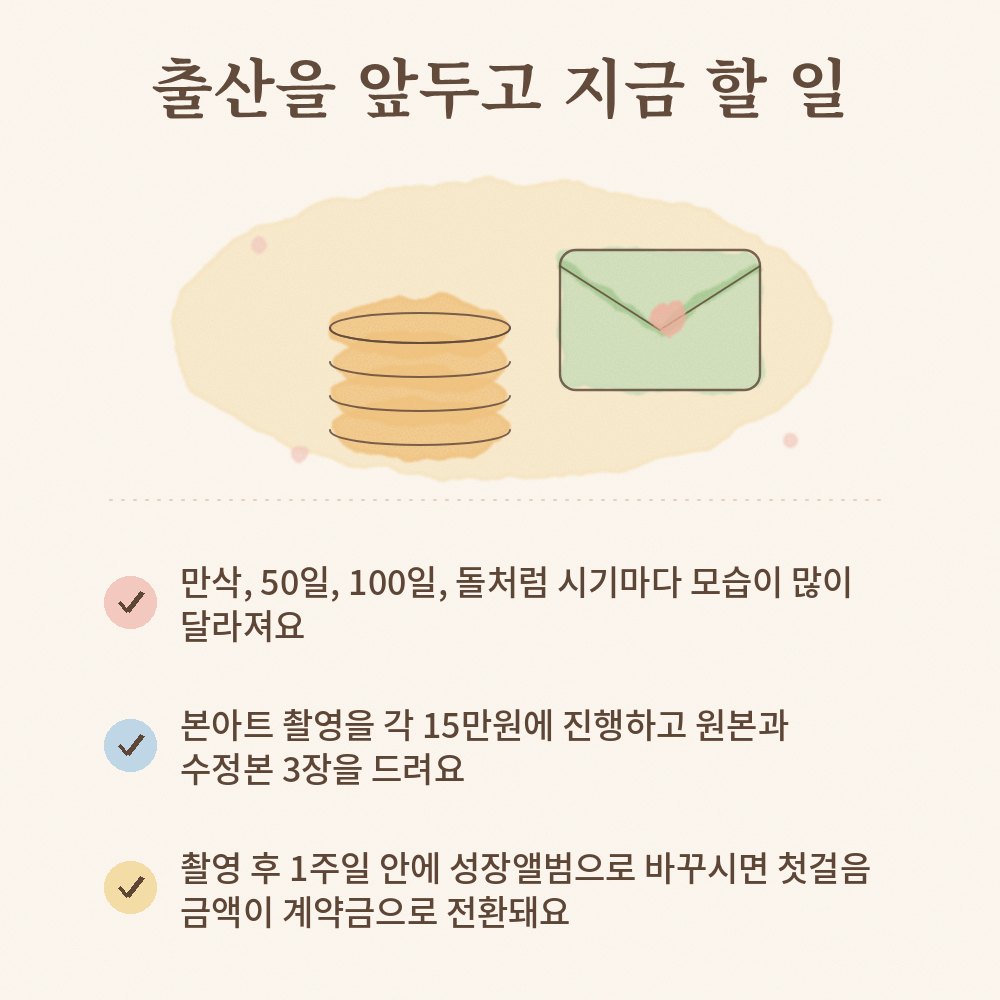 출산을 앞두고 지금 할 일
만삭, 50일, 100일, 돌처럼 시기마다 모습이 많이
달라져요
본아트 촬영을 각 15만원에 진행하고 원본과
수정본 3장을 드려요
촬영 후 1주일 안에 성장앨범으로 바꾸시면 첫걸음
금액이 계약금으로 전환돼요